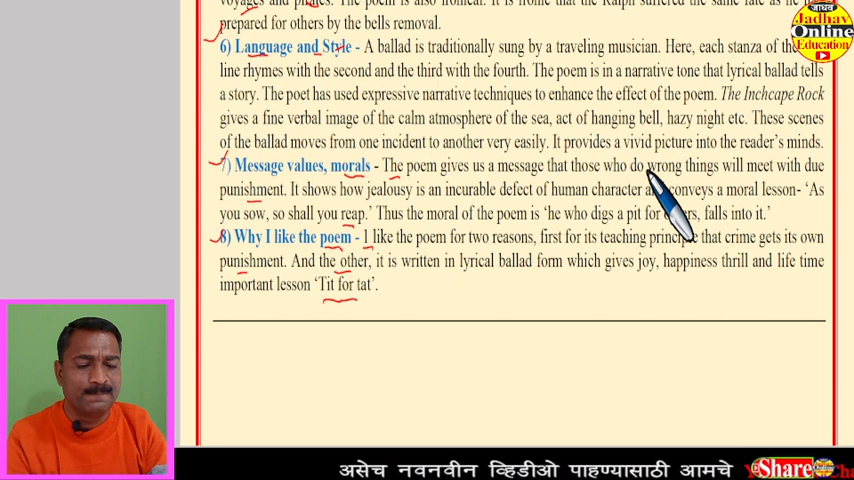 voyages and pirates. The poem is also ironical. It is ironic that the Ralph suffered the same fate as he
prepared for others by the bells removal.
6) Language and Style - A ballad is traditionally sung by a traveling musician. Here, each stanza of the
line rhymes with the second and the third with the fourth. The poem is in a narrative tone that lyrical ballad tells
a story. The poet has used expressive narrative techniques to enhance the effect of the poem. The Inchcape Rock
gives a fine verbal image of the calm atmosphere of the sea, act of hanging bell, hazy night etc. These scenes
of the ballad moves from one incident to another very easily. It provides a vivid picture into the reader's minds.
7) Message values, morals - The poem gives us a message that those who do wrong things will meet with due
punishment. It shows how jealousy is an incurable defect of human character conveys a moral lesson- 'As
you sow, so shall you reap.' Thus the moral of the poem is 'he who digs a pit for others, falls into it.'
8) Why I like the poem - I like the poem for two reasons, first for its teaching principle that crime gets its own
punishment. And the other, it is written in lyrical ballad form which gives joy, happiness thrill and life time
important lesson 'Tit for tat'.
जाधव
Jadhav
Online
Education
असेच नवनवीन व्हिडीओ पाहण्यासाठी आमचे
Share